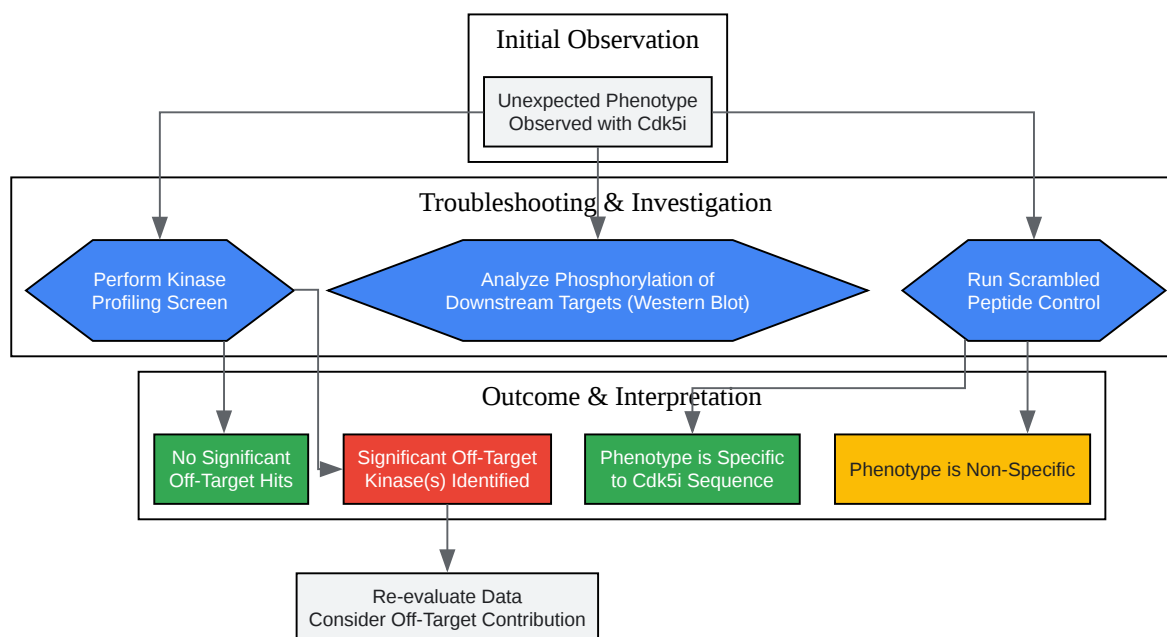 Initial Observation
Unexpected Phenotype
Observed with Cdk5i
Troubleshooting & Investigation
Perform Kinase
Profiling Screen
Analyze Phosphorylation of
Downstream Targets (Western Blot)
Run Scrambled
Peptide Control
Outcome & Interpretation
No Significant
Off-Target Hits
Significant Off-Target
Kinase(s) Identified
Phenotype is Specific
to Cdk5i Sequence
Phenotype is Non-Specific
Re-evaluate Data
Consider Off-Target Contribution